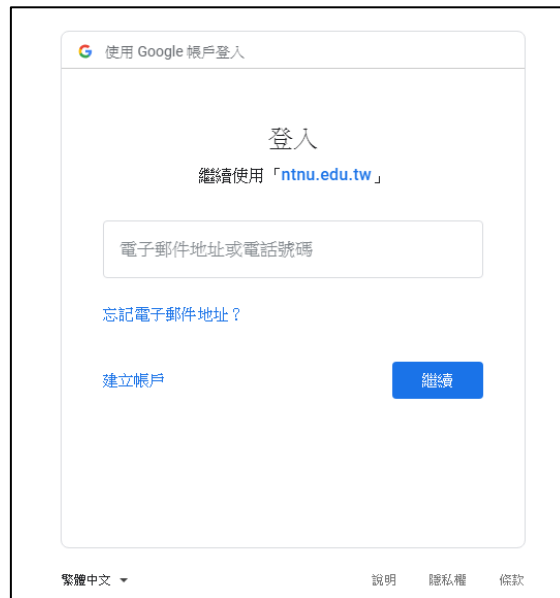 使用 Google 帳戶登入
登入
繼續使用「ntnu.edu.tw」
電子郵件地址或電話號碼
忘記電子郵件地址？
建立帳戶 繼續
繁體中文 說明 隱私權 條款